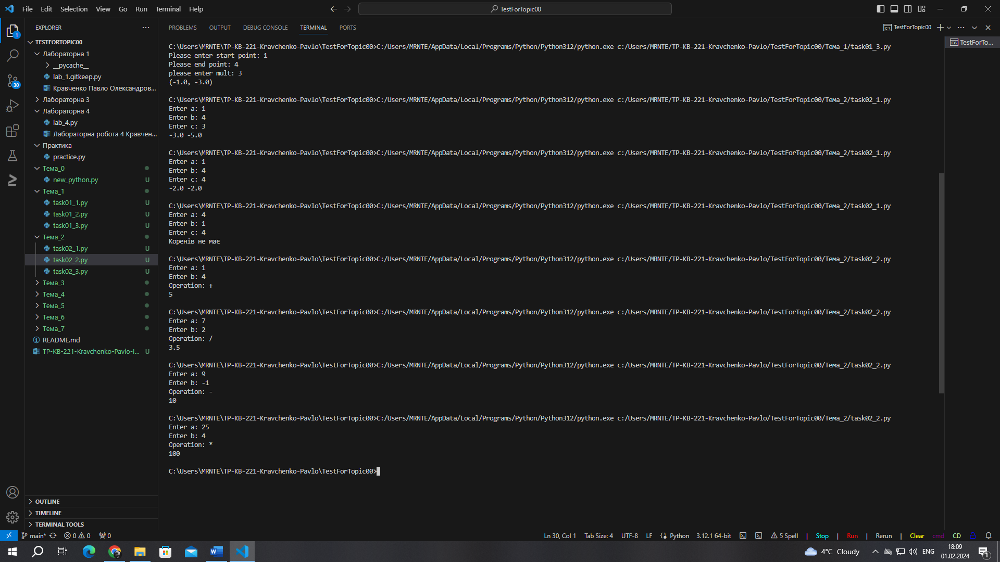 File Edit Selection View Go Run Terminal Help
TestForTopic00
EXPLORER
1
30
TESTFORTOPIC00
Лабораторна 1
__pycache__
lab_1.gitkeep.py
Кравченко Павло Олександров...
Лабораторна 3
Лабораторна 4
lab_4.py
Лабораторна робота 4 Кравчен...
Практика
practice.py
Тема_0
new_python.py U
Тема_1
task01_1.py U
task01_2.py U
task01_3.py U
Тема_2
task02_1.py U
task02_2.py U
task02_3.py U
Тема_3
Тема_4
Тема_5
Тема_6
Тема_7
README.md
TP-KB-221-Kravchenko-Pavlo-I... U
OUTLINE
TIMELINE
TERMINAL TOOLS
PROBLEMS OUTPUT DEBUG CONSOLE TERMINAL PORTS
TestForTopic00
TestForTo...
C:\Users\MRNTE\TP-KB-221-Kravchenko-Pavlo\TestForTopic00>C:/Users/MRNTE/AppData/Local/Programs/Python/Python312/python.exe c:/Users/MRNTE/TP-KB-221-Kravchenko-Pavlo/TestForTopic00/Тема_1/task01_3.py
Please enter start point: 1
Please end point: 4
please enter mult: 3
(-1.0, -3.0)
C:\Users\MRNTE\TP-KB-221-Kravchenko-Pavlo\TestForTopic00>C:/Users/MRNTE/AppData/Local/Programs/Python/Python312/python.exe c:/Users/MRNTE/TP-KB-221-Kravchenko-Pavlo/TestForTopic00/Тема_2/task02_1.py
Enter a: 1
Enter b: 4
Enter c: 3
-3.0 -5.0
C:\Users\MRNTE\TP-KB-221-Kravchenko-Pavlo\TestForTopic00>C:/Users/MRNTE/AppData/Local/Programs/Python/Python312/python.exe c:/Users/MRNTE/TP-KB-221-Kravchenko-Pavlo/TestForTopic00/Тема_2/task02_1.py
Enter a: 1
Enter b: 4
Enter c: 4
-2.0 -2.0
C:\Users\MRNTE\TP-KB-221-Kravchenko-Pavlo\TestForTopic00>C:/Users/MRNTE/AppData/Local/Programs/Python/Python312/python.exe c:/Users/MRNTE/TP-KB-221-Kravchenko-Pavlo/TestForTopic00/Тема_2/task02_1.py
Enter a: 4
Enter b: 1
Enter c: 4
Коренів не має
C:\Users\MRNTE\TP-KB-221-Kravchenko-Pavlo\TestForTopic00>C:/Users/MRNTE/AppData/Local/Programs/Python/Python312/python.exe c:/Users/MRNTE/TP-KB-221-Kravchenko-Pavlo/TestForTopic00/Тема_2/task02_2.py
Enter a: 1
Enter b: 4
Operation: +
5
C:\Users\MRNTE\TP-KB-221-Kravchenko-Pavlo\TestForTopic00>C:/Users/MRNTE/AppData/Local/Programs/Python/Python312/python.exe c:/Users/MRNTE/TP-KB-221-Kravchenko-Pavlo/TestForTopic00/Тема_2/task02_2.py
Enter a: 7
Enter b: 2
Operation: /
3.5
C:\Users\MRNTE\TP-KB-221-Kravchenko-Pavlo\TestForTopic00>C:/Users/MRNTE/AppData/Local/Programs/Python/Python312/python.exe c:/Users/MRNTE/TP-KB-221-Kravchenko-Pavlo/TestForTopic00/Тема_2/task02_2.py
Enter a: 9
Enter b: -1
Operation: -
10
C:\Users\MRNTE\TP-KB-221-Kravchenko-Pavlo\TestForTopic00>C:/Users/MRNTE/AppData/Local/Programs/Python/Python312/python.exe c:/Users/MRNTE/TP-KB-221-Kravchenko-Pavlo/TestForTopic00/Тема_2/task02_2.py
Enter a: 25
Enter b: 4
Operation: *
100
C:\Users\MRNTE\TP-KB-221-Kravchenko-Pavlo\TestForTopic00>
main* 0 0 0 Ln 30, Col 1 Tab Size: 4 UTF-8 LF Python 3.12.1 64-bit 5 Spell | Stop | Run | Rerun | Clear cmd CD
4°C Cloudy ENG 18:09
01.02.2024 1